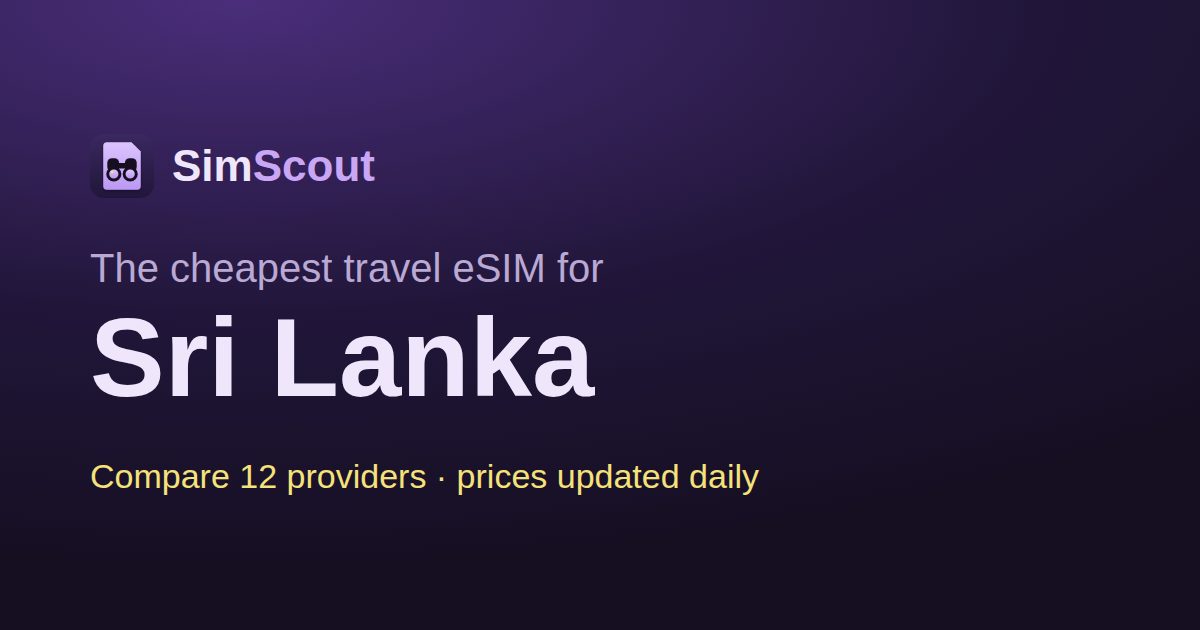 SimScout
The cheapest travel eSIM for
Sri Lanka
Compare 12 providers · prices updated daily